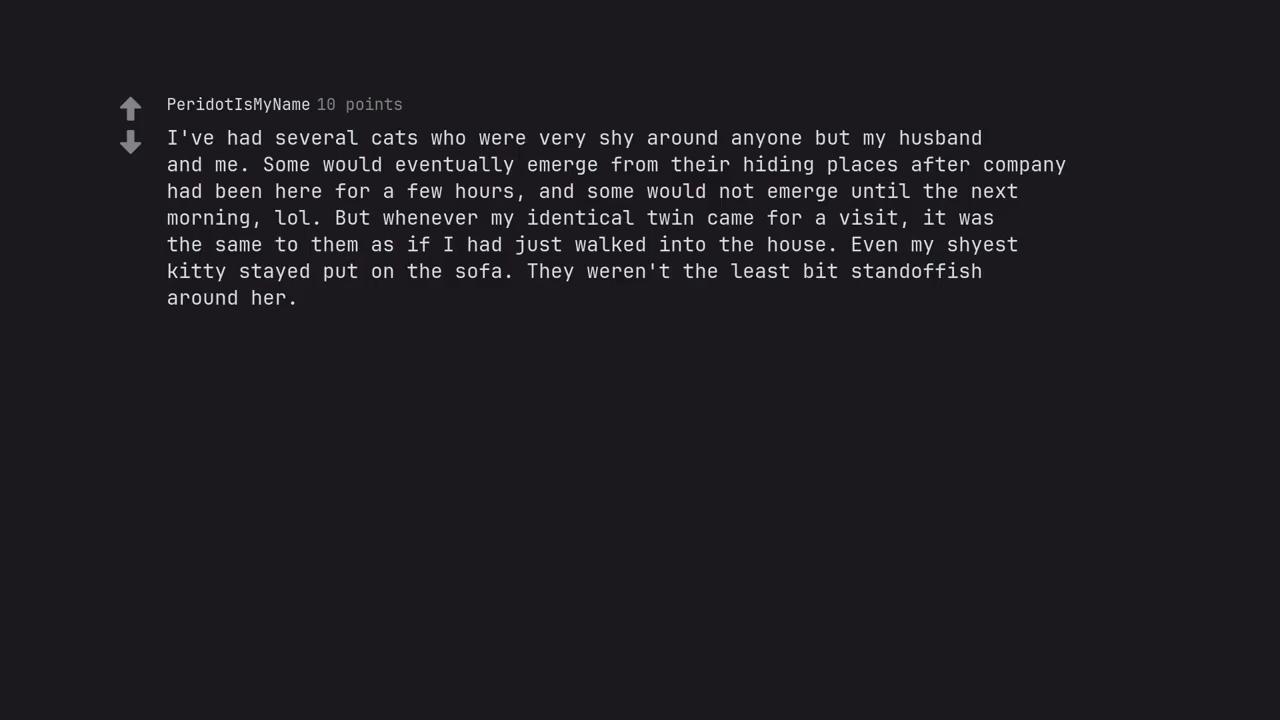 PeridotIsMyName 10 points
I've had several cats who were very shy around anyone but my husband
and me. Some would eventually emerge from their hiding places after company
had been here for a few hours, and some would not emerge until the next
morning, lol. But whenever my identical twin came for a visit, it was
the same to them as if I had just walked into the house. Even my shyest
kitty stayed put on the sofa. They weren't the least bit standoffish
around her.